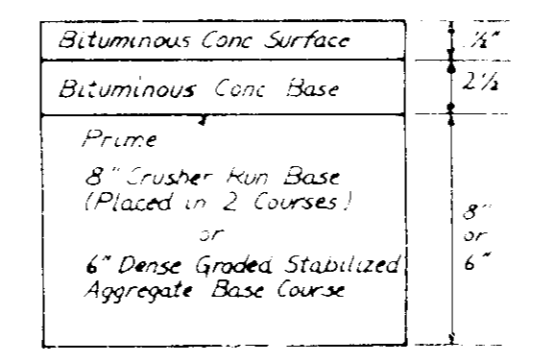 Bituminous Conc Surface ½"
Bituminous Conc Base 2½
Prime
8" Crusher Run Base
(Placed in 2 Courses)
or
6" Dense Graded Stabilized
Aggregate Base Course
8"
or
6"